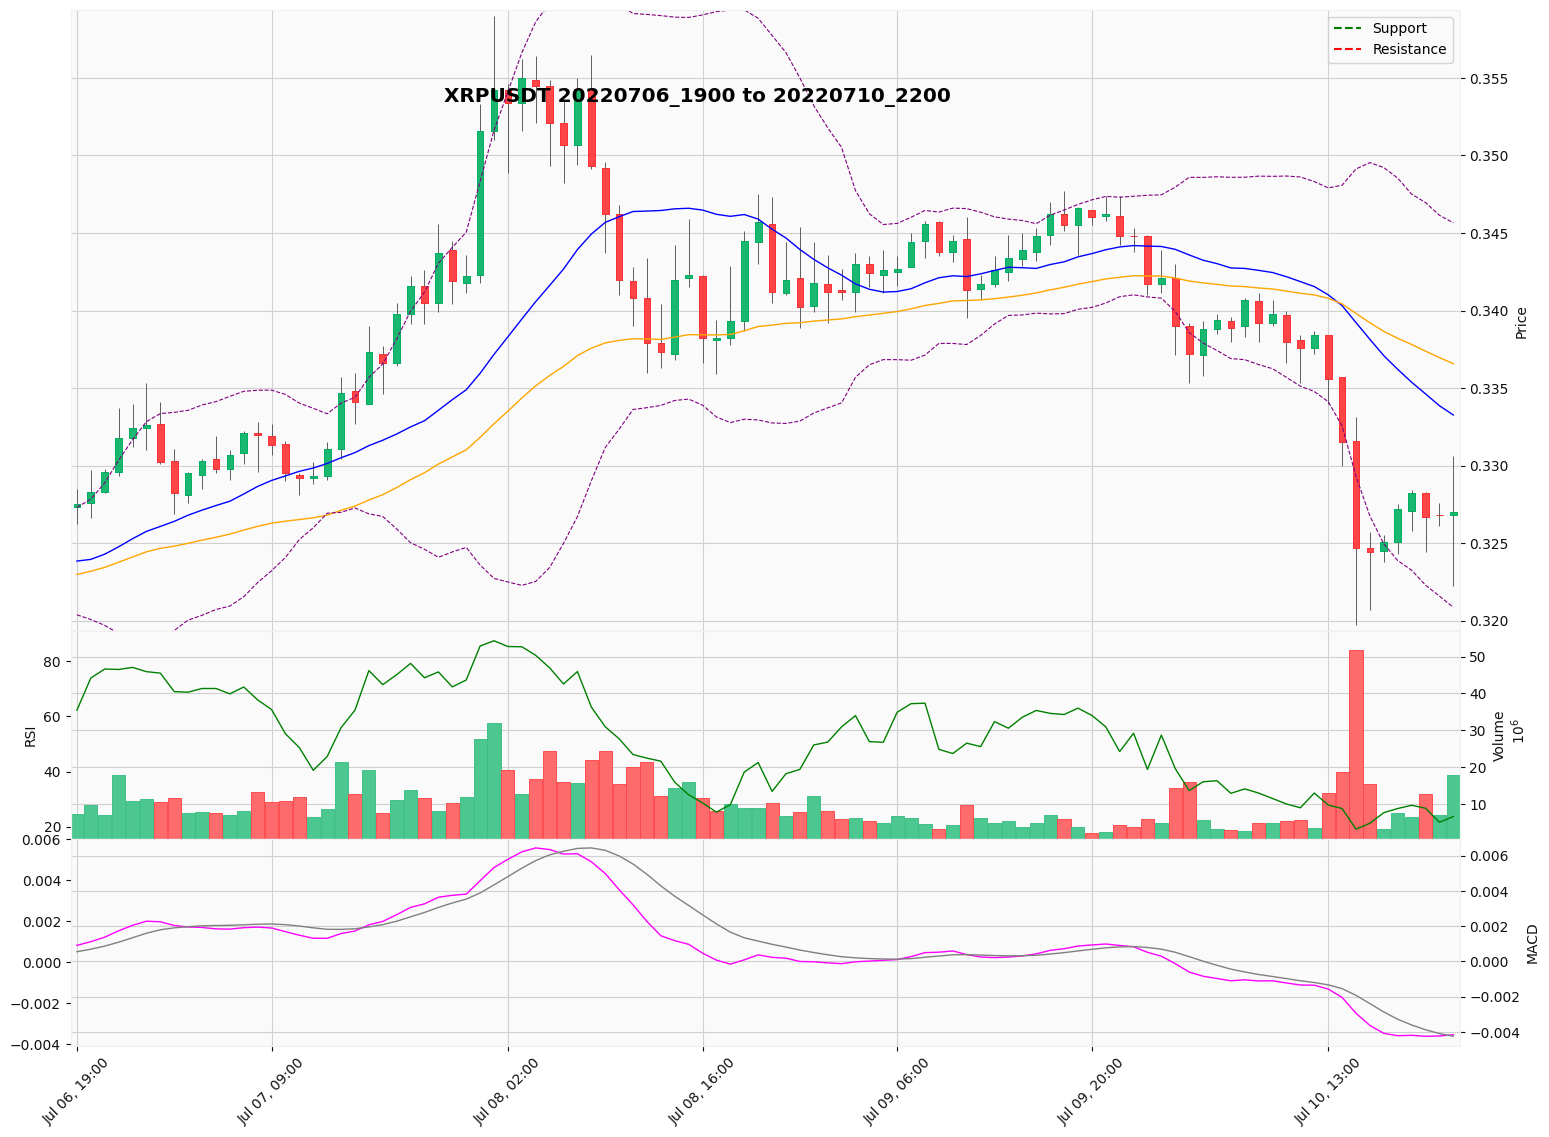 XRPUSDT 20220706_1900 to 20220710_2200
Support
Resistance
0.355
0.350
0.345
0.340
0.335
0.330
0.325
0.320
Price
80
60
40
20
RSI
50
40
30
20
10
Volume
10^6
0.006
0.004
0.002
0.000
−0.002
−0.004
0.006
0.004
0.002
0.000
−0.002
−0.004
MACD
Jul 06, 19:00
Jul 07, 09:00
Jul 08, 02:00
Jul 08, 16:00
Jul 09, 06:00
Jul 09, 20:00
Jul 10, 13:00